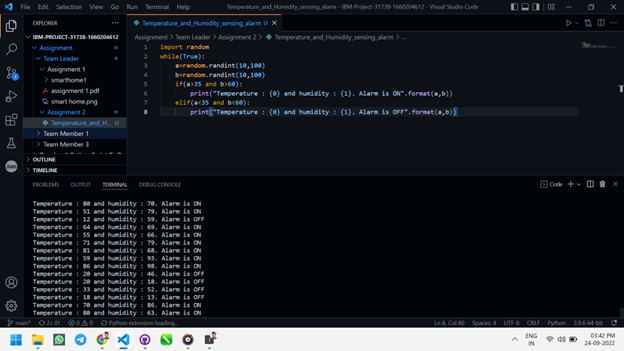 File Edit Selection View Go Run Terminal Help
Temperature_and_Humidity_sensing_alarm - IBM-Project-31738-1660204612 - Visual Studio Code
EXPLORER
IBM-PROJECT-31738-1660204612
Assignment
Team Leader
Assignment 1
smarthome1
assignment 1.pdf
smart home.png
Assignment 2
Temperature_and_H... U
Team Member 1
Team Member 3
OUTLINE
TIMELINE
Temperature_and_Humidity_sensing_alarm U
Assignment > Team Leader > Assignment 2 > Temperature_and_Humidity_sensing_alarm > ...
1 import random
2 while(True):
3 a=random.randint(10,100)
4 b=random.randint(10,100)
5 if(a>35 and b>60):
6 print("Temperature : {0} and humidity : {1}. Alarm is ON".format(a,b))
7 elif(a<35 and b<60):
8 print("Temperature : {0} and humidity : {1}. Alarm is OFF".format(a,b))
PROBLEMS OUTPUT TERMINAL DEBUG CONSOLE
Code
Temperature : 80 and humidity : 70. Alarm is ON
Temperature : 51 and humidity : 79. Alarm is ON
Temperature : 12 and humidity : 59. Alarm is OFF
Temperature : 64 and humidity : 69. Alarm is ON
Temperature : 55 and humidity : 66. Alarm is ON
Temperature : 71 and humidity : 79. Alarm is ON
Temperature : 81 and humidity : 68. Alarm is ON
Temperature : 59 and humidity : 93. Alarm is ON
Temperature : 86 and humidity : 98. Alarm is ON
Temperature : 20 and humidity : 46. Alarm is OFF
Temperature : 20 and humidity : 18. Alarm is OFF
Temperature : 33 and humidity : 52. Alarm is OFF
Temperature : 18 and humidity : 13. Alarm is OFF
Temperature : 70 and humidity : 86. Alarm is ON
Temperature : 80 and humidity : 63. Alarm is ON
main* Python extension loading...
Ln 8, Col 80 Spaces: 4 UTF-8 CRLF Python 3.9.6 64-bit
ENG
IN
03:42 PM
24-09-2022